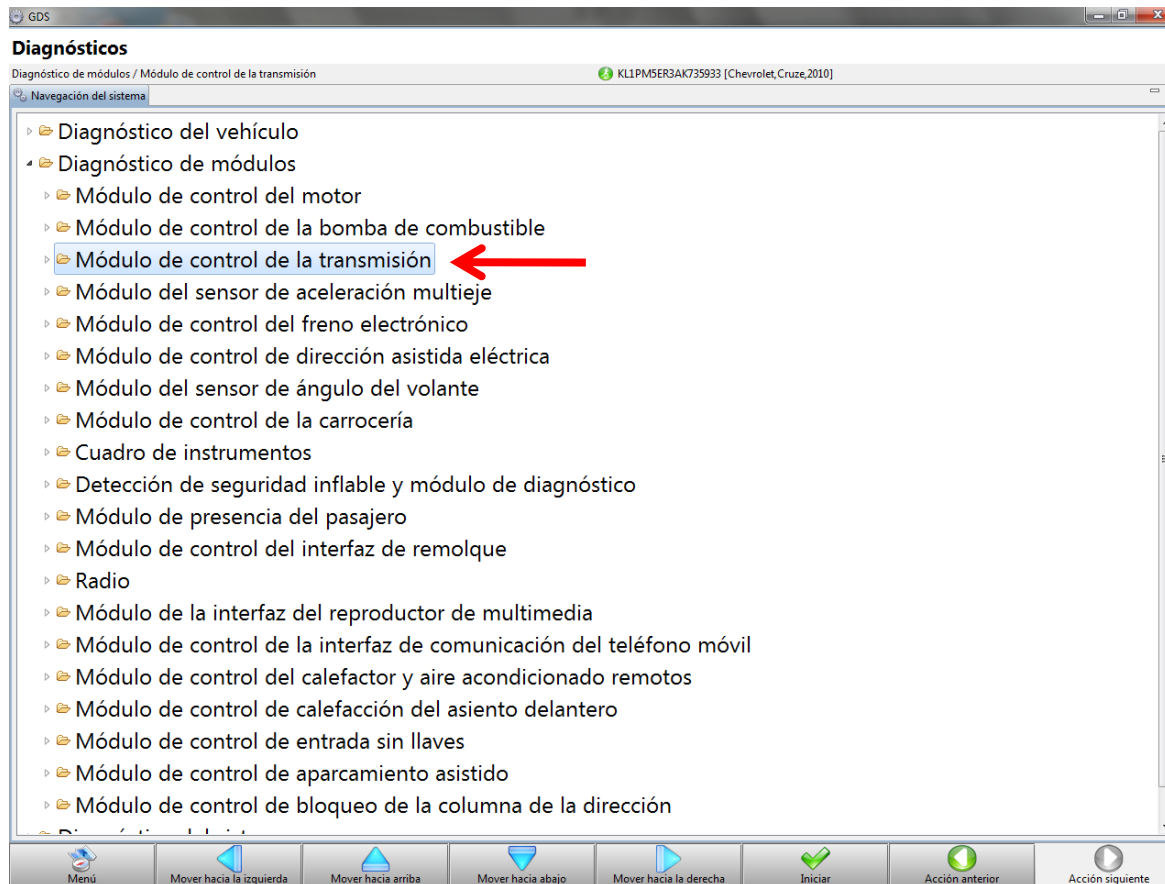 GDS
Diagnósticos
Diagnóstico de módulos / Módulo de control de la transmisión KL1PM5ER3AK735933 [Chevrolet,Cruze,2010]
Navegación del sistema
Diagnóstico del vehículo
Diagnóstico de módulos
Módulo de control del motor
Módulo de control de la bomba de combustible
Módulo de control de la transmisión
Módulo del sensor de aceleración multieje
Módulo de control del freno electrónico
Módulo de control de dirección asistida eléctrica
Módulo del sensor de ángulo del volante
Módulo de control de la carrocería
Cuadro de instrumentos
Detección de seguridad inflable y módulo de diagnóstico
Módulo de presencia del pasajero
Módulo de control del interfaz de remolque
Radio
Módulo de la interfaz del reproductor de multimedia
Módulo de control de la interfaz de comunicación del teléfono móvil
Módulo de control del calefactor y aire acondicionado remotos
Módulo de control de calefacción del asiento delantero
Módulo de control de entrada sin llaves
Módulo de control de aparcamiento asistido
Módulo de control de bloqueo de la columna de la dirección
Menú Mover hacia la izquierda Mover hacia arriba Mover hacia abajo Mover hacia la derecha Iniciar Acción anterior Acción siguiente